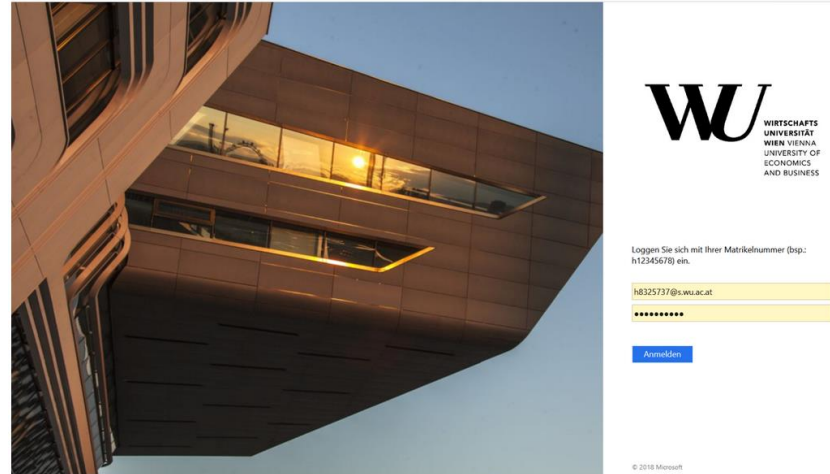 WU
WIRTSCHAFTS
UNIVERSITÄT
WIEN VIENNA
UNIVERSITY OF
ECONOMICS
AND BUSINESS
Loggen Sie sich mit Ihrer Matrikelnummer (bsp.:
h12345678) ein.
h8325737@s.wu.ac.at
••••••••••
Anmelden
© 2018 Microsoft